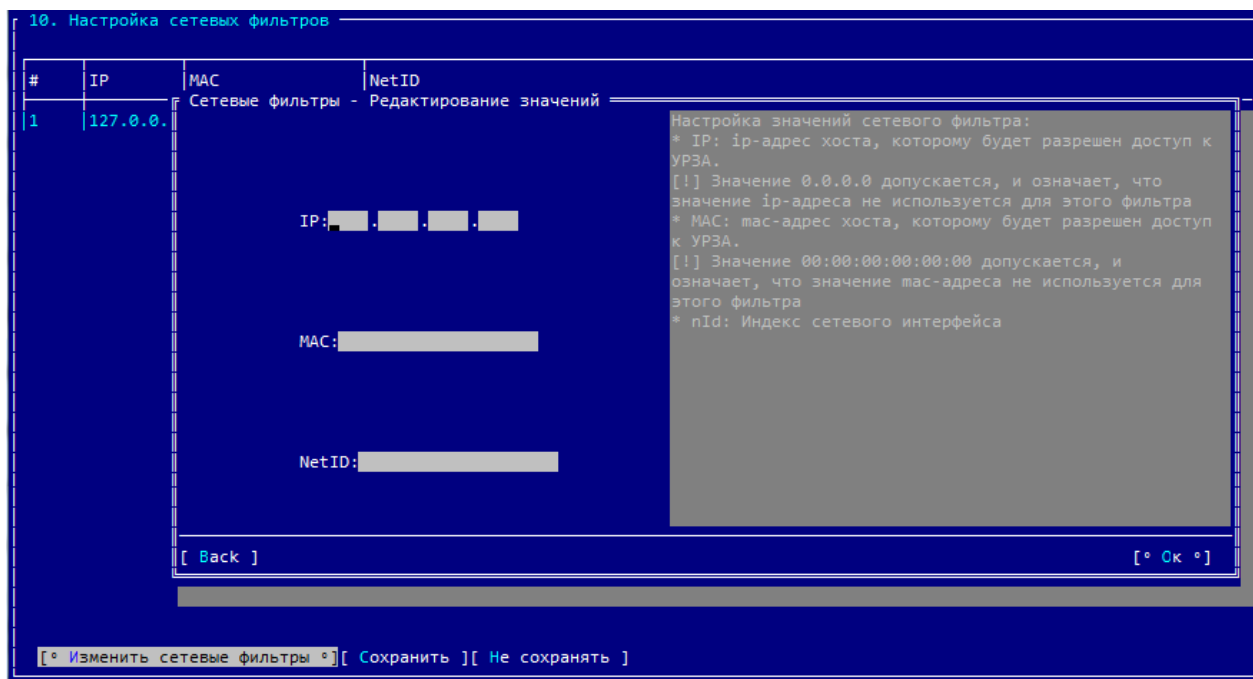 10. Настройка сетевых фильтров
# IP MAC NetID
Сетевые фильтры - Редактирование значений
1 127.0.0.
Настройка значений сетевого фильтра:
* IP: ip-адрес хоста, которому будет разрешен доступ к
УРЗА.
[!] Значение 0.0.0.0 допускается, и означает, что
значение ip-адреса не используется для этого фильтра
* MAC: mac-адрес хоста, которому будет разрешен доступ
к УРЗА.
[!] Значение 00:00:00:00:00:00 допускается, и
означает, что значение mac-адреса не используется для
этого фильтра
* nId: Индекс сетевого интерфейса
IP: . . .
MAC:
NetID:
[ Back ] [° Ок °]
[° Изменить сетевые фильтры °][ Сохранить ][ Не сохранять ]